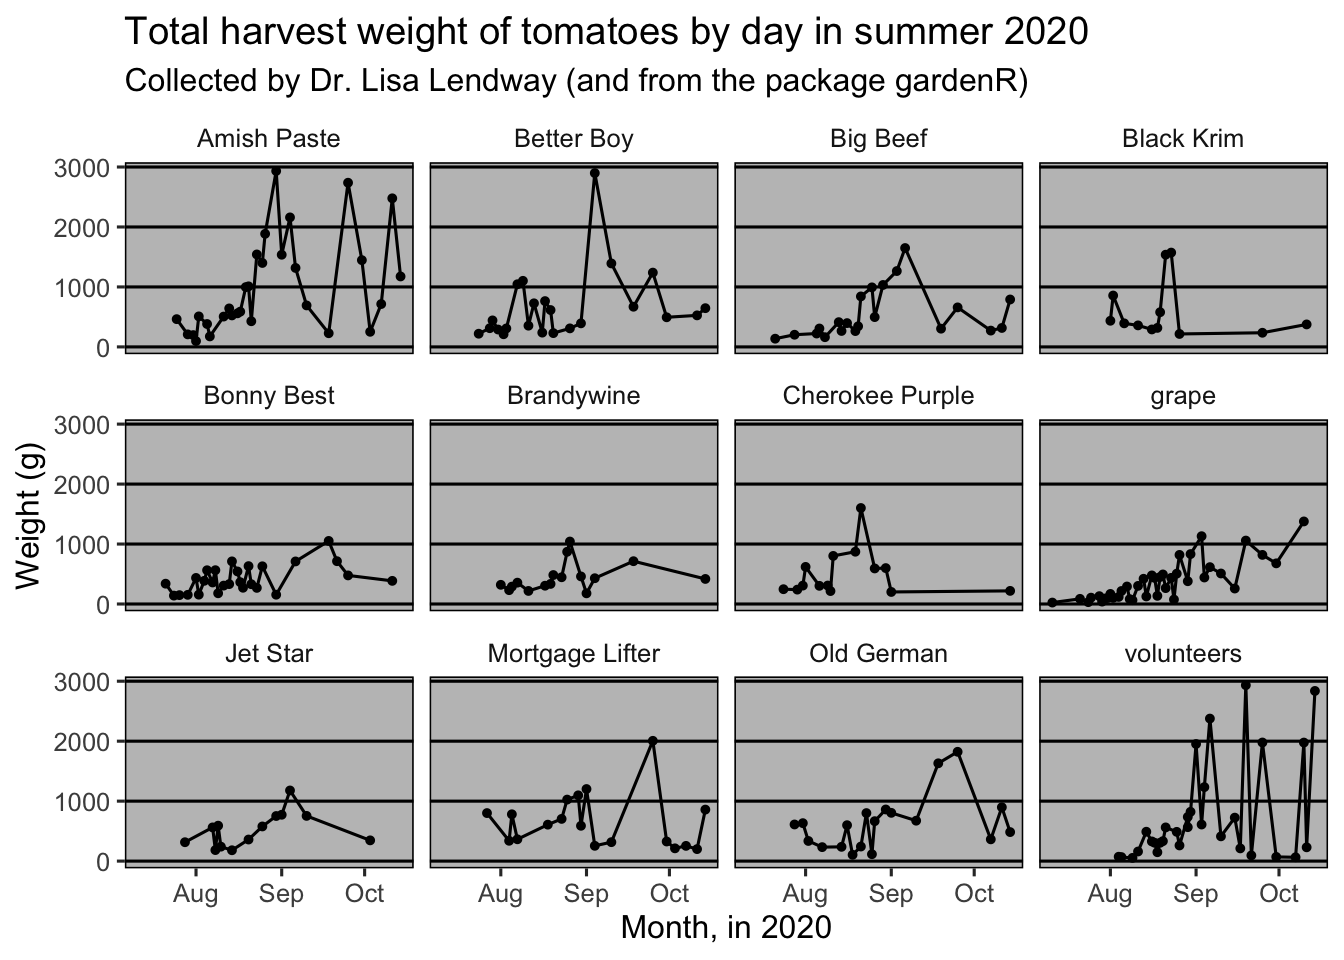 Total harvest weight of tomatoes by day in summer 2020
Collected by Dr. Lisa Lendway (and from the package gardenR)
Amish Paste Better Boy Big Beef Black Krim
3000
2000
1000
0
Bonny Best Brandywine Cherokee Purple grape
3000
2000
1000
0
Weight (g)
Jet Star Mortgage Lifter Old German volunteers
3000
2000
1000
0
Aug Sep Oct Aug Sep Oct Aug Sep Oct Aug Sep Oct
Month, in 2020